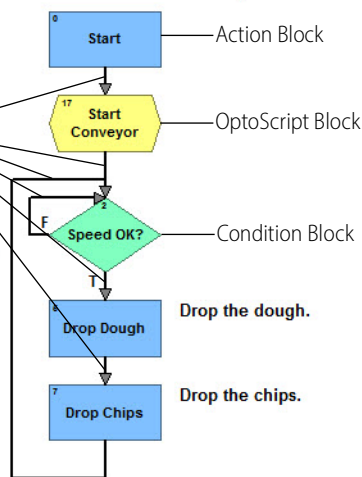 0
Start
Action Block
17
Start
Conveyor
OptoScript Block
2
F
Speed OK?
Condition Block
T
Drop Dough
Drop the dough.
7
Drop Chips
Drop the chips.